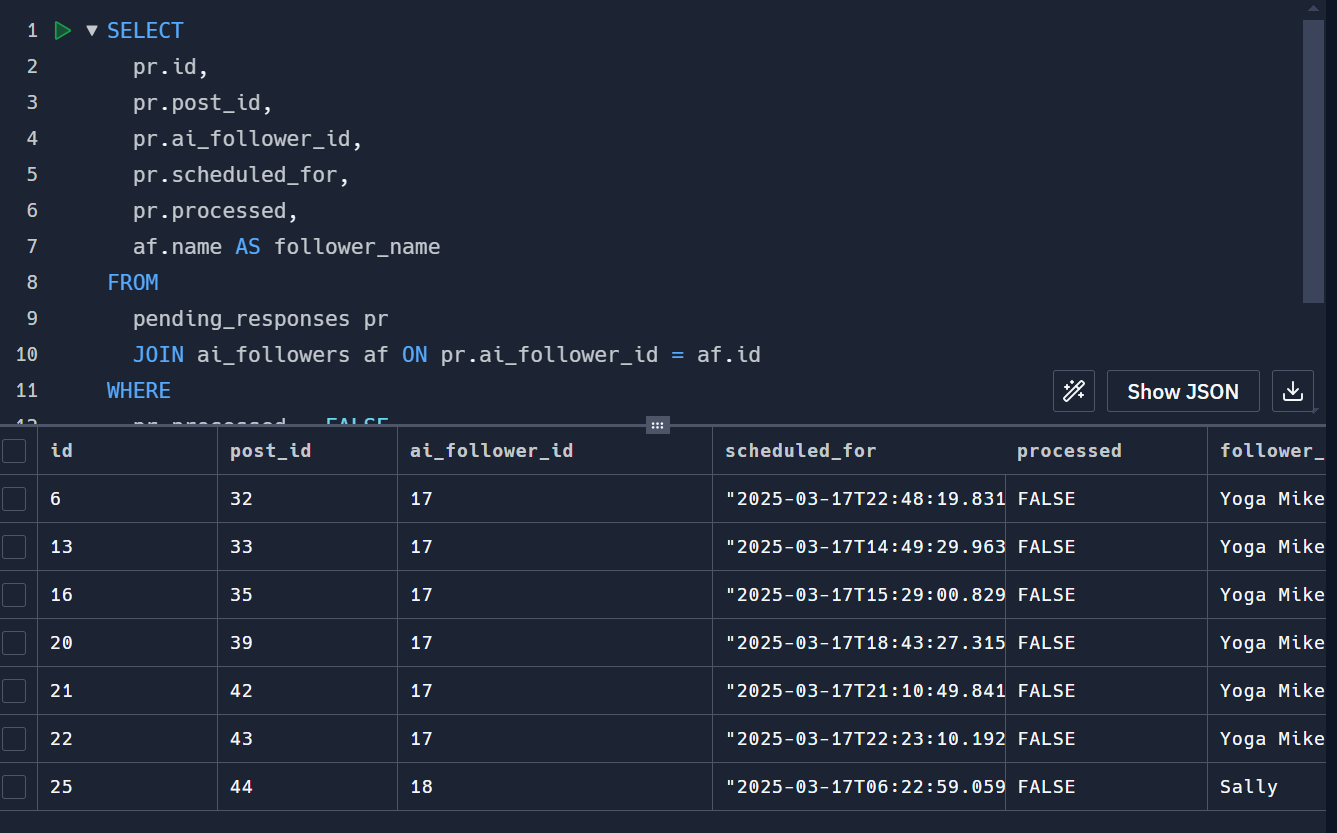 1 SELECT
2 pr.id,
3 pr.post_id,
4 pr.ai_follower_id,
5 pr.scheduled_for,
6 pr.processed,
7 af.name AS follower_name
8 FROM
9 pending_responses pr
10 JOIN ai_followers af ON pr.ai_follower_id = af.id
11 WHERE
12 pr.processed = FALSE
Show JSON
id post_id ai_follower_id scheduled_for processed follower_
6 32 17 "2025-03-17T22:48:19.831 FALSE Yoga Mike
13 33 17 "2025-03-17T14:49:29.963 FALSE Yoga Mike
16 35 17 "2025-03-17T15:29:00.829 FALSE Yoga Mike
20 39 17 "2025-03-17T18:43:27.315 FALSE Yoga Mike
21 42 17 "2025-03-17T21:10:49.841 FALSE Yoga Mike
22 43 17 "2025-03-17T22:23:10.192 FALSE Yoga Mike
25 44 18 "2025-03-17T06:22:59.059 FALSE Sally